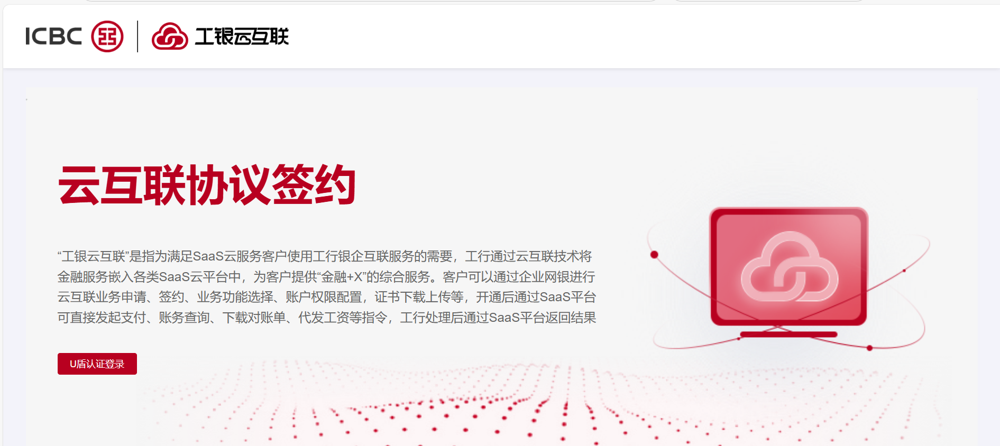 ICBC 工银云互联
云互联协议签约
“工银云互联”是指为满足SaaS云服务客户使用工行银企互联服务的需要，工行通过云互联技术将
金融服务嵌入各类SaaS云平台中，为客户提供“金融+X”的综合服务。客户可以通过企业网银进行
云互联业务申请、签约、业务功能选择、账户权限配置，证书下载上传等，开通后通过SaaS平台
可直接发起支付、账务查询、下载对账单、代发工资等指令，工行处理后通过SaaS平台返回结果
U盾认证登录